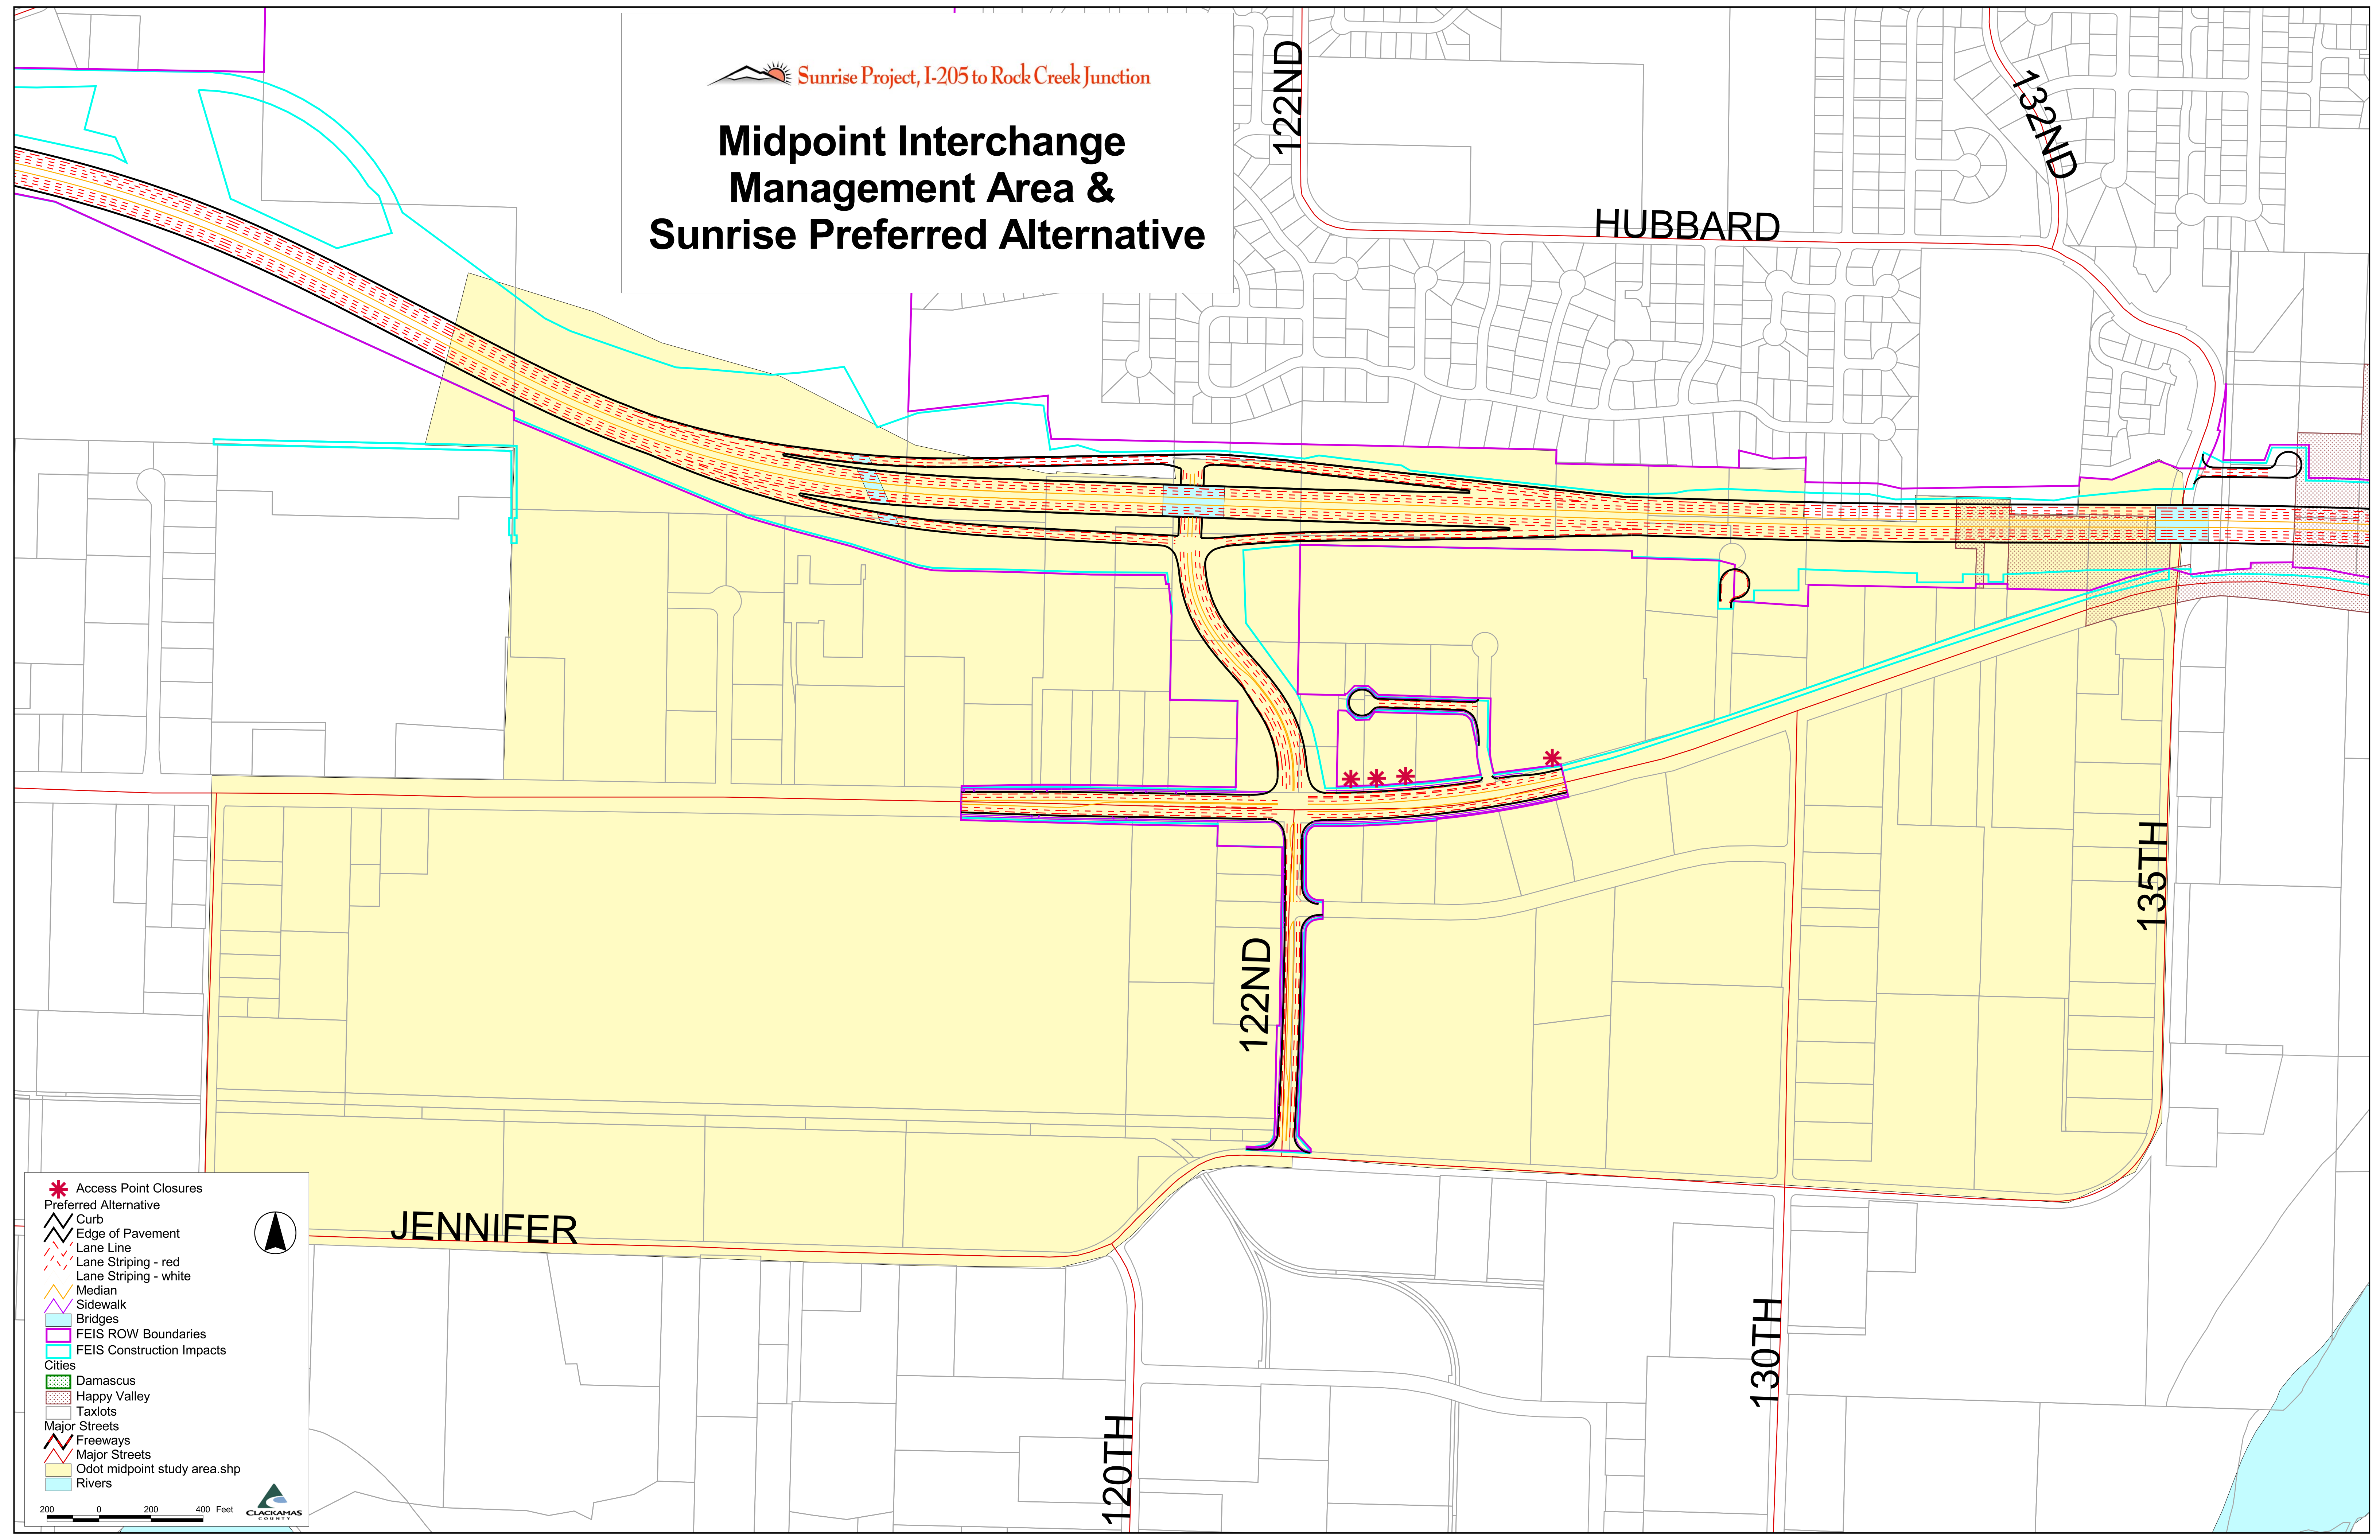 Sunrise Project, I-205 to Rock Creek Junction
Midpoint Interchange
Management Area &
Sunrise Preferred Alternative
122ND
132ND
HUBBARD
135TH
122ND
JENNIFER
130TH
120TH
Access Point Closures
Preferred Alternative
Curb
Edge of Pavement
Lane Line
Lane Striping - red
Lane Striping - white
Median
Sidewalk
Bridges
FEIS ROW Boundaries
FEIS Construction Impacts
Cities
Damascus
Happy Valley
Taxlots
Major Streets
Freeways
Major Streets
Odot midpoint study area.shp
Rivers
200 0 200 400 Feet
CLACKAMAS
COUNTY